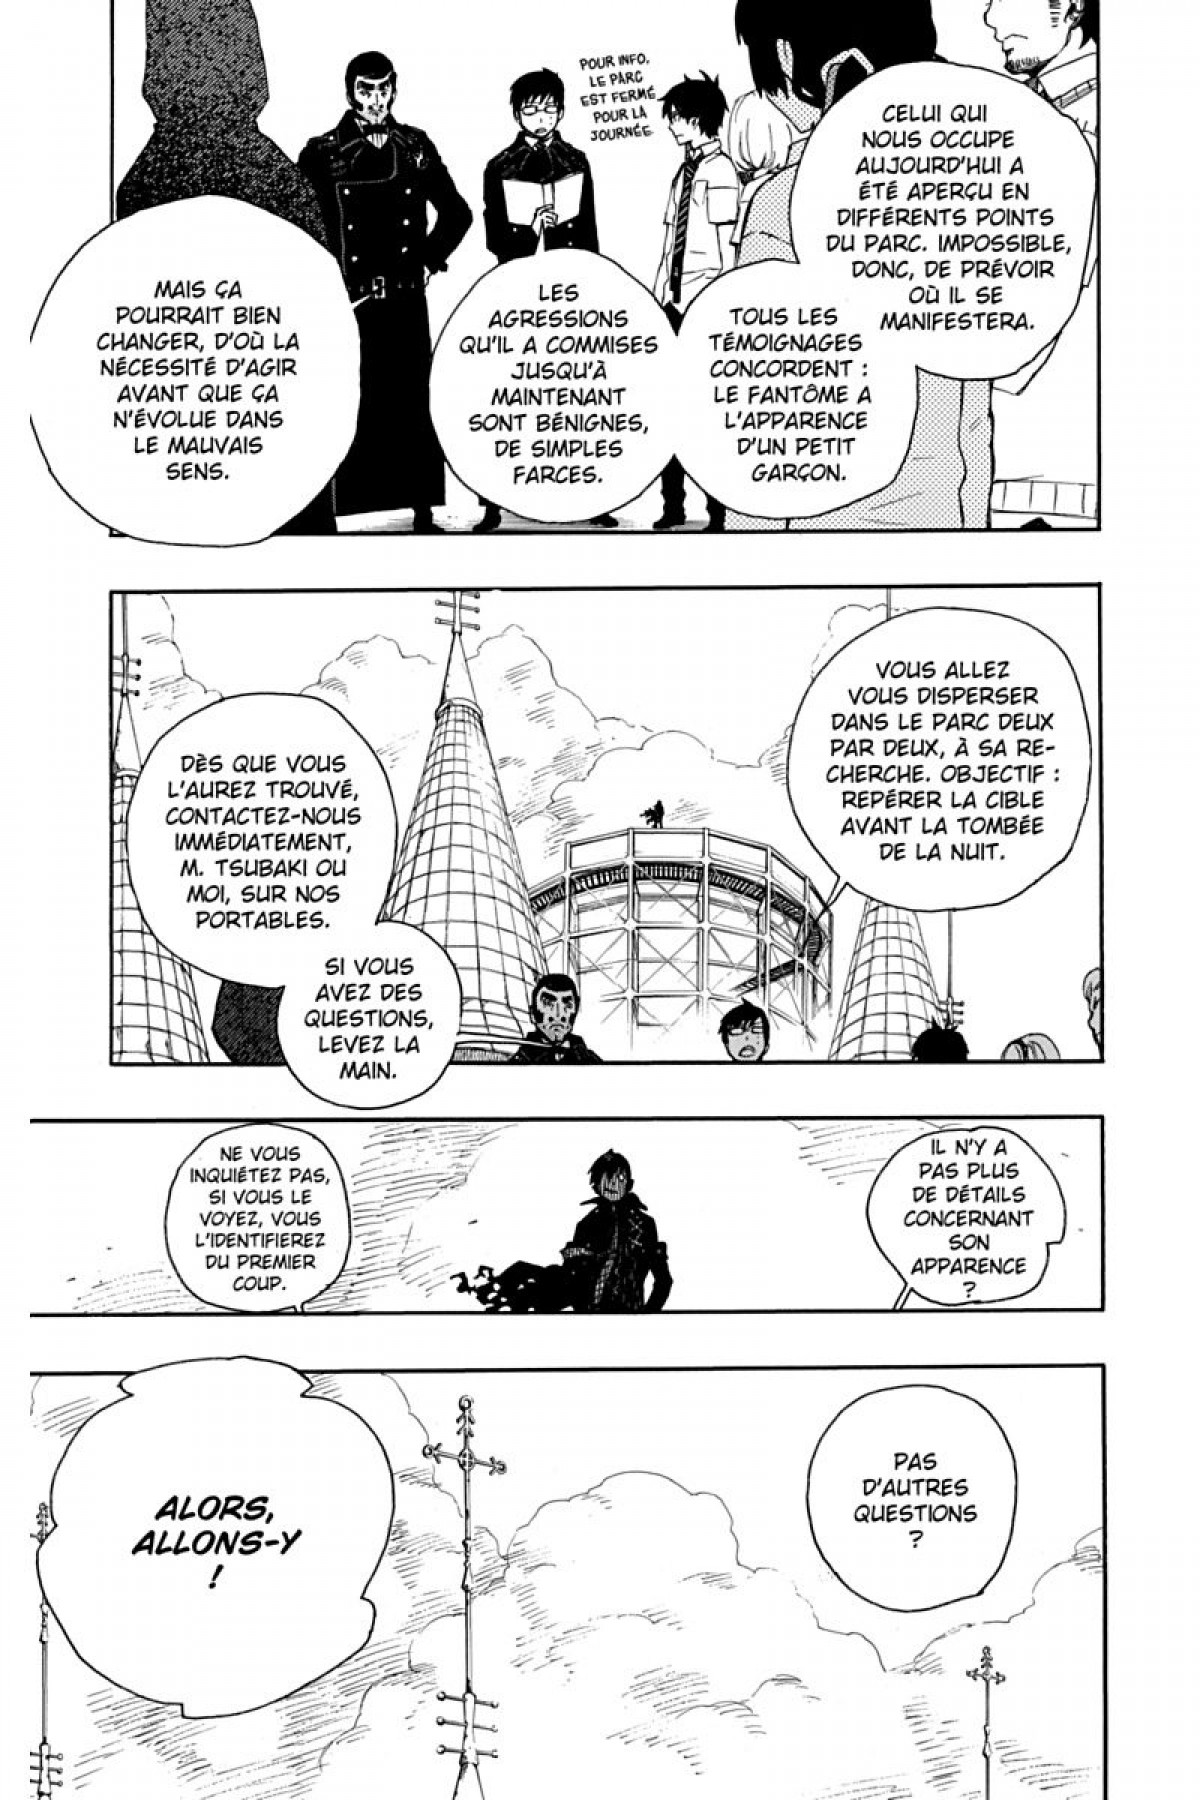 CELUI QUI
NOUS OCCUPE
AUJOURD'HUI A
ÉTÉ APERÇU EN
DIFFÉRENTS POINTS
DU PARC. IMPOSSIBLE,
DONC, DE PRÉVOIR
OÙ IL SE
MANIFESTERA.
POUR INFO,
LE PARC
EST FERMÉ
POUR LA
JOURNÉE.
TOUS LES
TÉMOIGNAGES
CONCORDENT :
LE FANTÔME A
L'APPARENCE
D'UN PETIT
GARÇON.
LES
AGRESSIONS
QU'IL A COMMISES
JUSQU'À
MAINTENANT
SONT BÉNIGNES,
DE SIMPLES
FARCES.
MAIS ÇA
POURRAIT BIEN
CHANGER, D'OÙ LA
NÉCESSITÉ D'AGIR
AVANT QUE ÇA
N'ÉVOLUE DANS
LE MAUVAIS
SENS.
VOUS ALLEZ
VOUS DISPERSER
DANS LE PARC DEUX
PAR DEUX, À SA RE-
CHERCHE. OBJECTIF :
REPÉRER LA CIBLE
AVANT LA TOMBÉE
DE LA NUIT.
DÈS QUE VOUS
L'AUREZ TROUVÉ,
CONTACTEZ-NOUS
IMMÉDIATEMENT,
M. TSUBAKI OU
MOI, SUR NOS
PORTABLES.
SI VOUS
AVEZ DES
QUESTIONS,
LEVEZ LA
MAIN.
IL N'Y A
PAS PLUS
DE DÉTAILS
CONCERNANT
SON
APPARENCE
?
NE VOUS
INQUIÉTEZ PAS,
SI VOUS LE
VOYEZ, VOUS
L'IDENTIFIEREZ
DU PREMIER
COUP.
PAS
D'AUTRES
QUESTIONS
?
ALORS,
ALLONS-Y
!